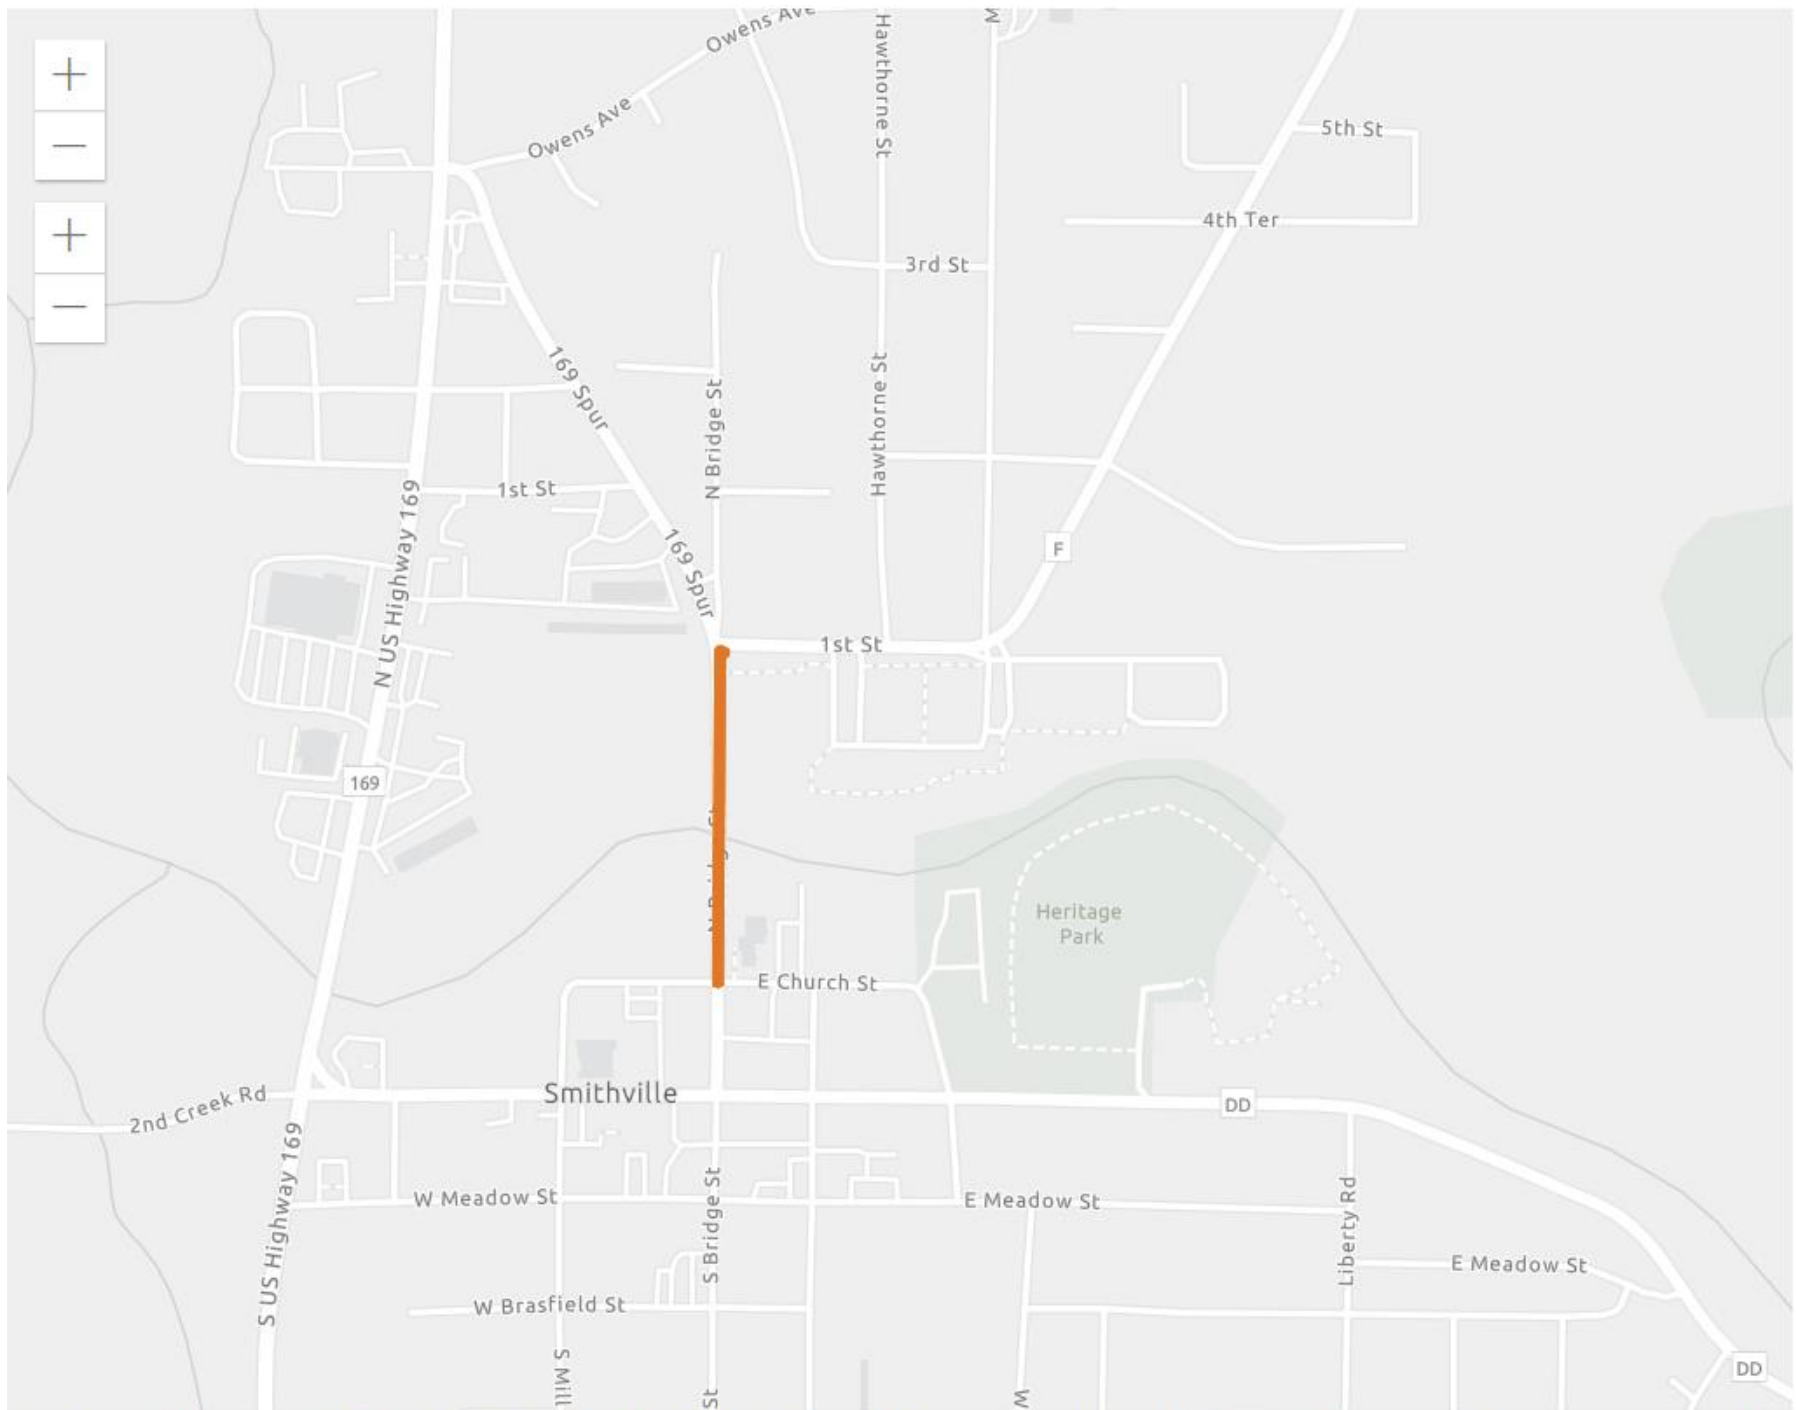 Owens Ave
Hawthorne St
Owens Ave
5th St
4th Ter
3rd St
169 Spur
N Bridge St
Hawthorne St
1st St
N US Highway 169
169 Spur
F
1st St
169
Heritage
Park
E Church St
Smithville
2nd Creek Rd
DD
S US Highway 169
W Meadow St
S Bridge St
E Meadow St
Liberty Rd
E Meadow St
W Brasfield St
S Mill
St
W
DD